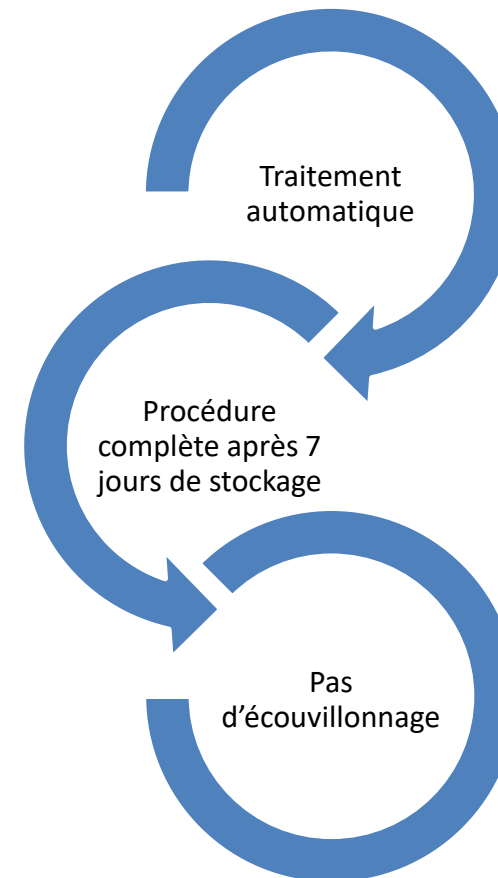 Traitement
automatique
Procédure
complète après 7
jours de stockage
Pas
d’écouvillonnage